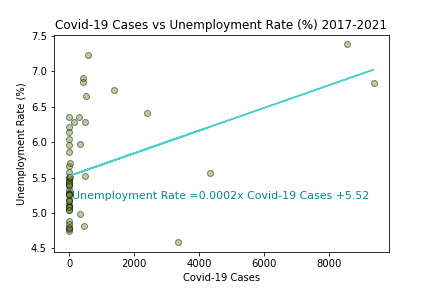 Covid-19 Cases vs Unemployment Rate (%) 2017-2021
7.5
7.0
6.5
6.0
5.5
5.0
4.5
Unemployment Rate (%)
Unemployment Rate =0.0002x Covid-19 Cases +5.52
0 2000 4000 6000 8000
Covid-19 Cases